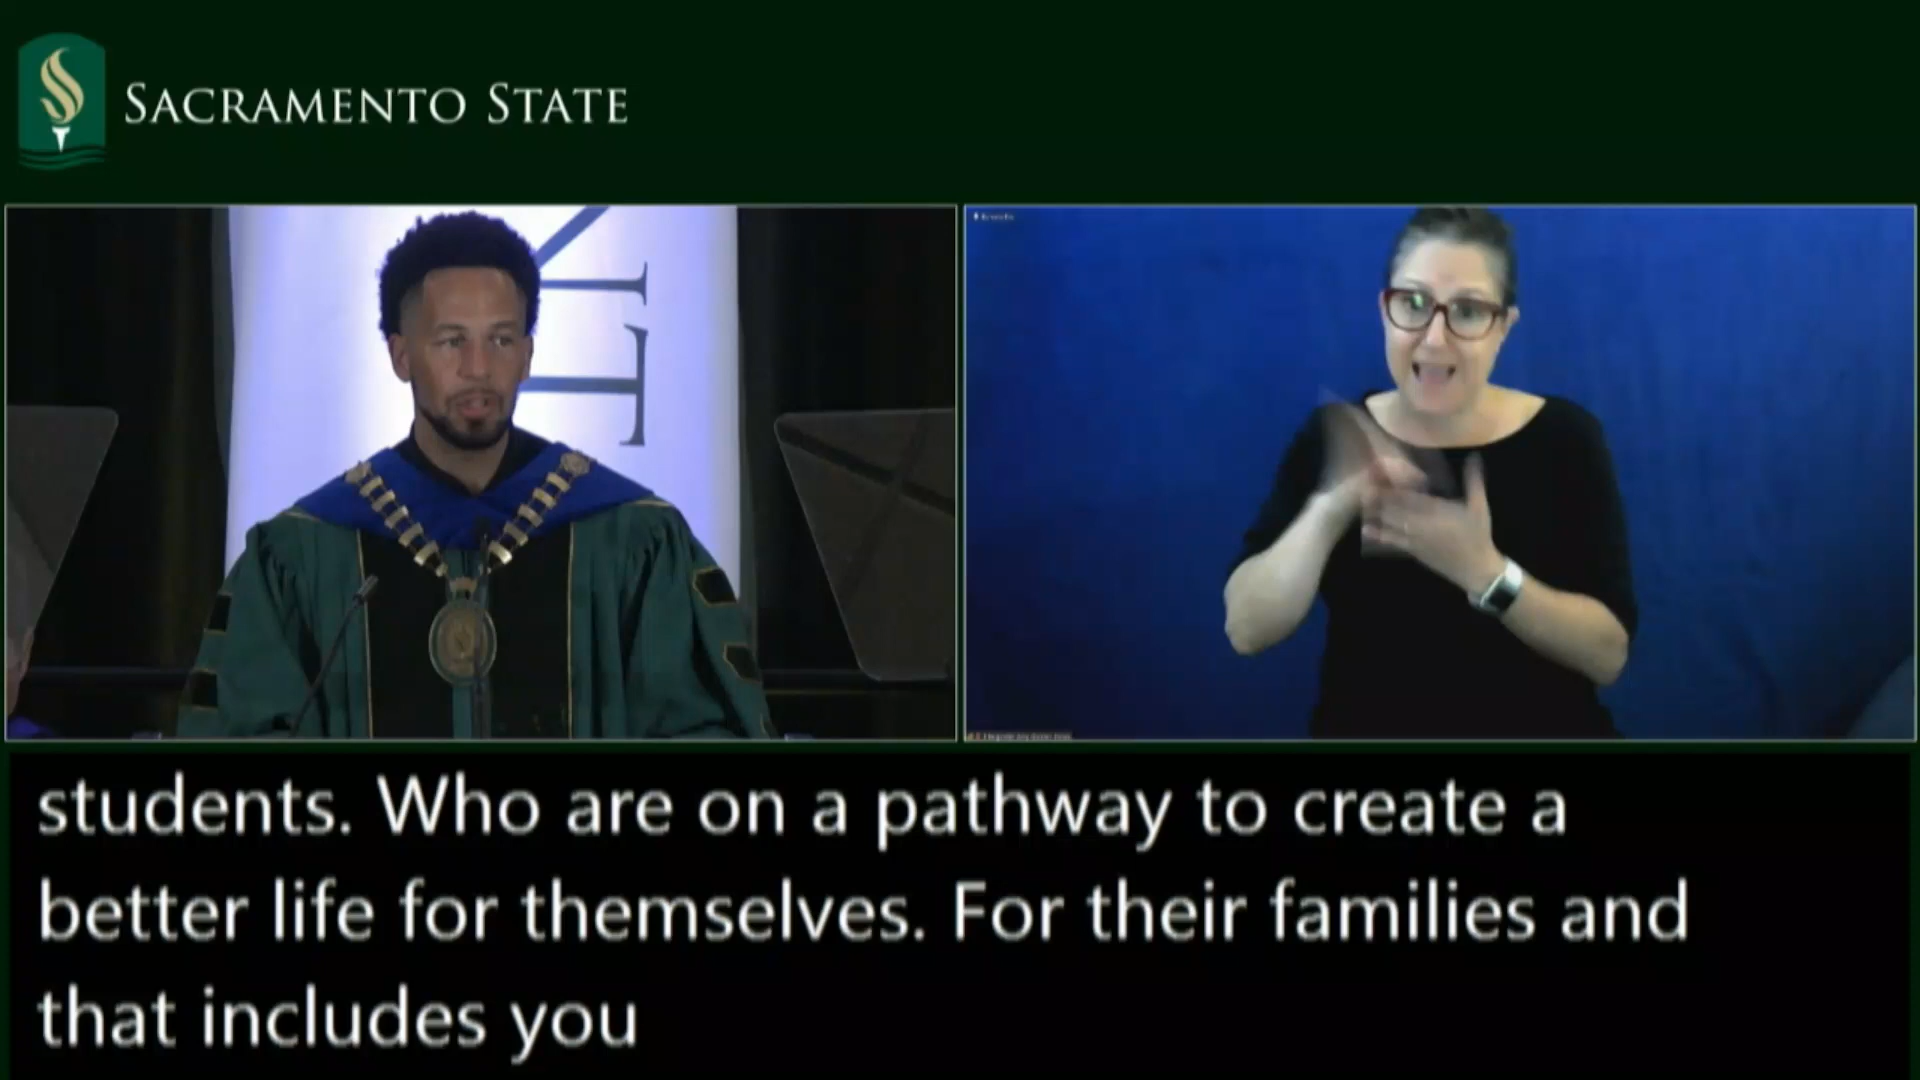 SACRAMENTO STATE
NT
students. Who are on a pathway to create a
better life for themselves. For their families and
that includes you